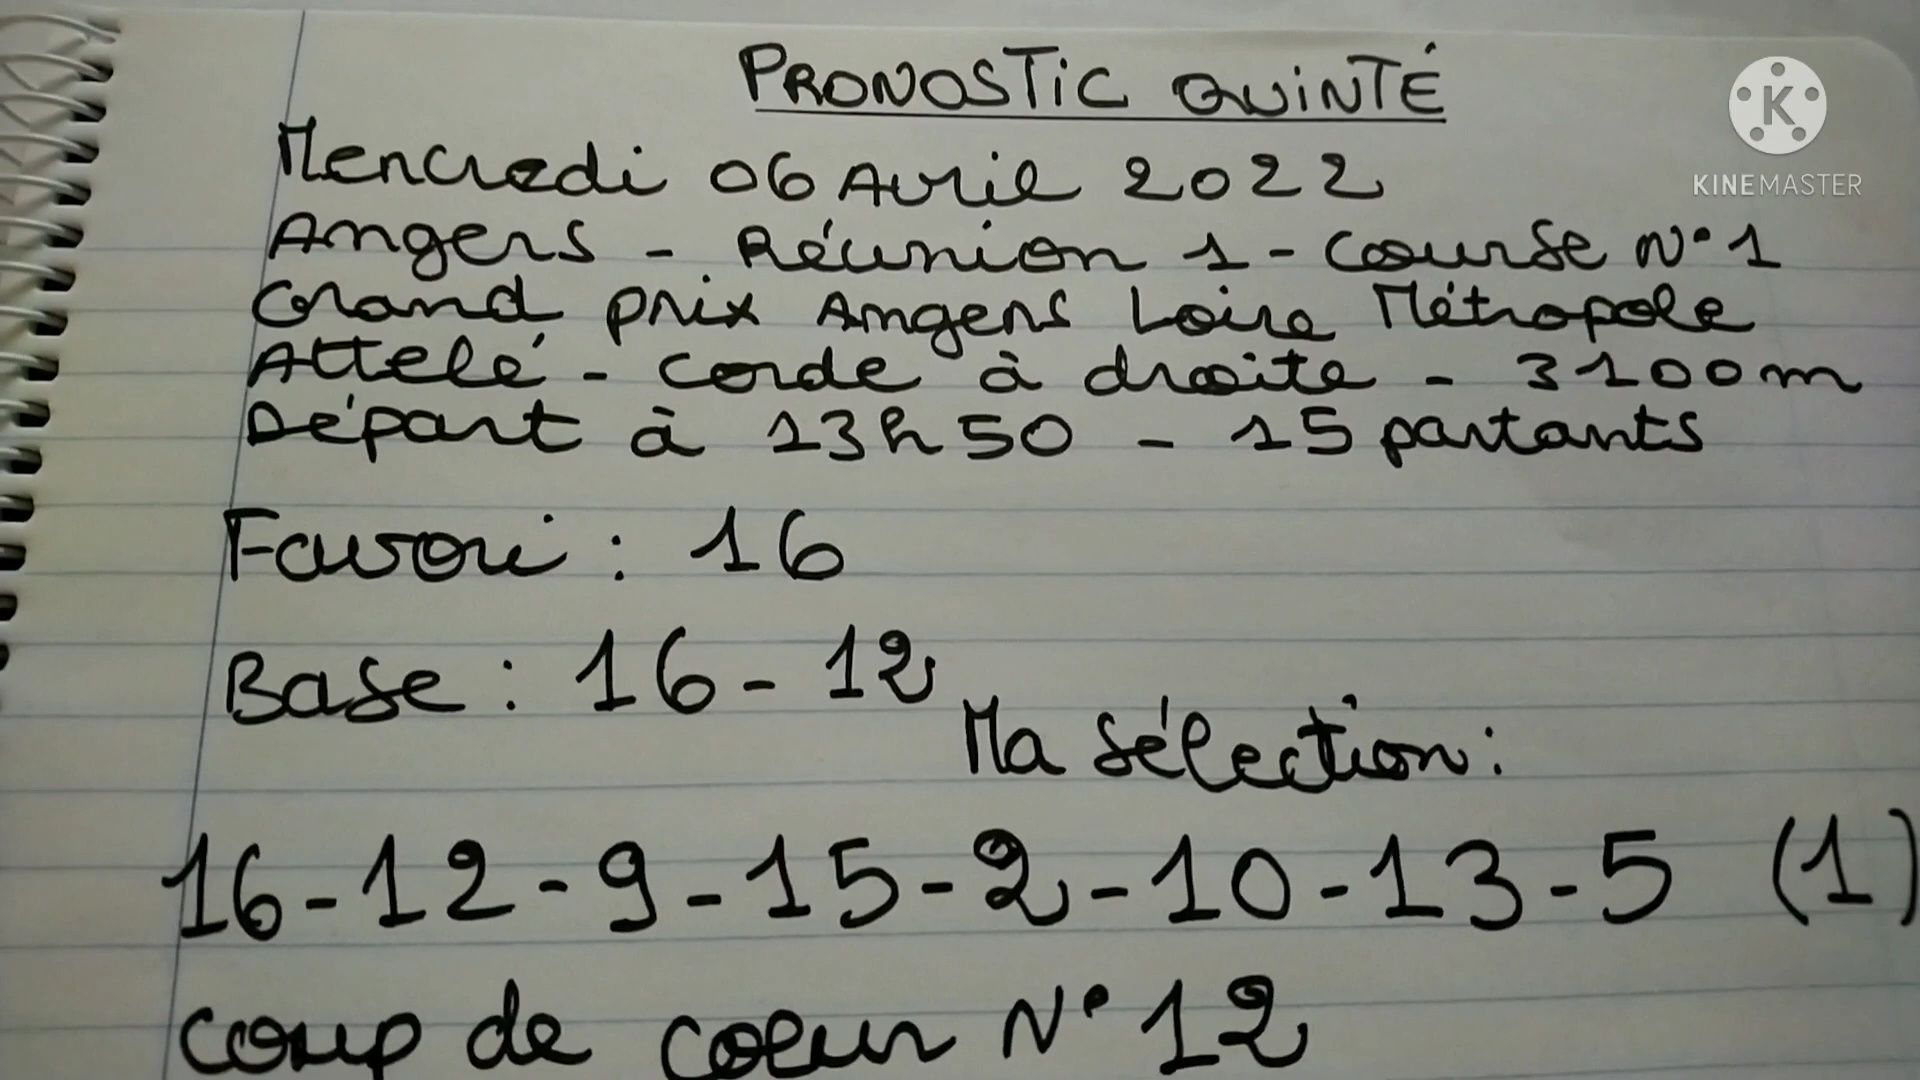 PRONOSTIC QUINTÉ
Mercredi 06 Avril 2022
Angers - Réunion 1 - Course N°1
Grand prix Angers Loire Métropole
Attelé - Corde à droite - 3100m
Départ à 13h50 - 15 partants
Favori : 16
Base : 16 - 12
Ma sélection :
16 - 12 - 9 - 15 - 2 - 10 - 13 - 5 (1)
coup de coeur N° 12
K
KINEMASTER